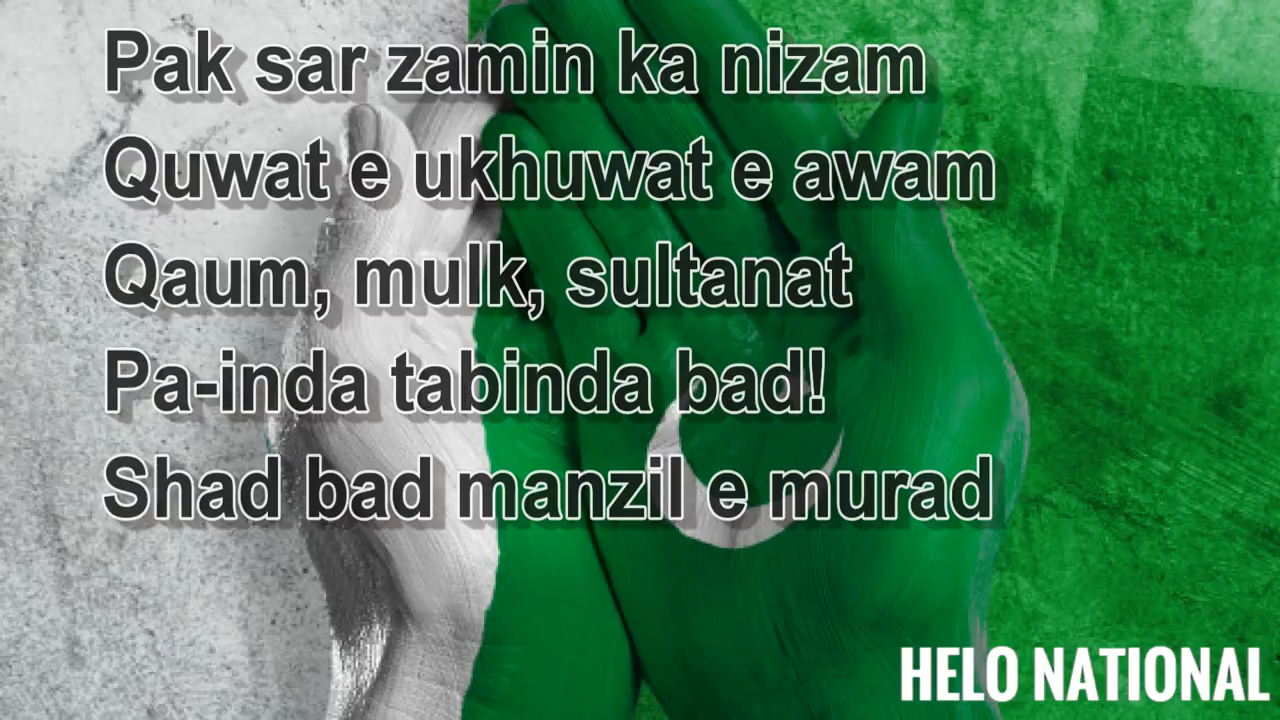 Pak sar zamin ka nizam
Quwat e ukhuwat e awam
Qaum, mulk, sultanat
Pa-inda tabinda bad!
Shad bad manzil e murad
HELO NATIONAL